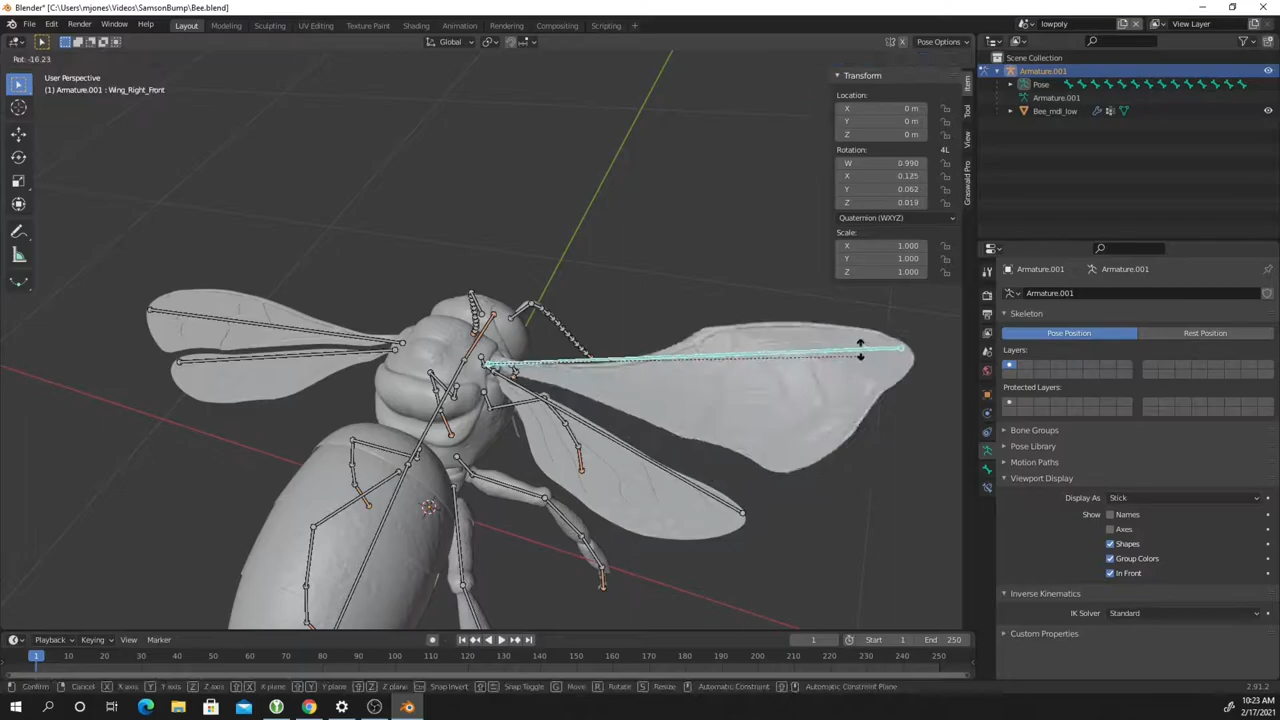 Blender* [C:\Users\mjones\Videos\SamsonBump\Bee.blend]
File Edit Render Window Help Layout Modeling Sculpting UV Editing Texture Paint Shading Animation Rendering Compositing Scripting + lowpoly View Layer
Global Pose Options
Rot: -16.23
User Perspective
(1) Armature.001 : Wing_Right_Front
Transform
Location:
X 0 m
Y 0 m
Z 0 m
Rotation: 4L
W 0.990
X 0.125
Y 0.062
Z 0.019
Quaternion (WXYZ)
Scale:
X 1.000
Y 1.000
Z 1.000
Item
Tool
View
Graswald Pro
Scene Collection
Armature.001
Pose
Armature.001
Bee_mdl_low
Armature.001 Armature.001
Armature.001
Skeleton
Pose Position Rest Position
Layers:
Protected Layers:
Bone Groups
Pose Library
Motion Paths
Viewport Display
Display As Stick
Show Names
Axes
Shapes
Group Colors
In Front
Inverse Kinematics
IK Solver Standard
Custom Properties
Playback Keying View Marker 1 Start 1 End 250
1 10 20 30 40 50 60 70 80 90 100 110 120 130 140 150 160 170 180 190 200 210 220 230 240 250
Confirm Cancel X axis Y axis Z axis X plane Y plane Z plane Snap Invert Snap Toggle G Move R Rotate S Resize Automatic Constraint Automatic Constraint Plane 2.91.2
10:23 AM
2/17/2021